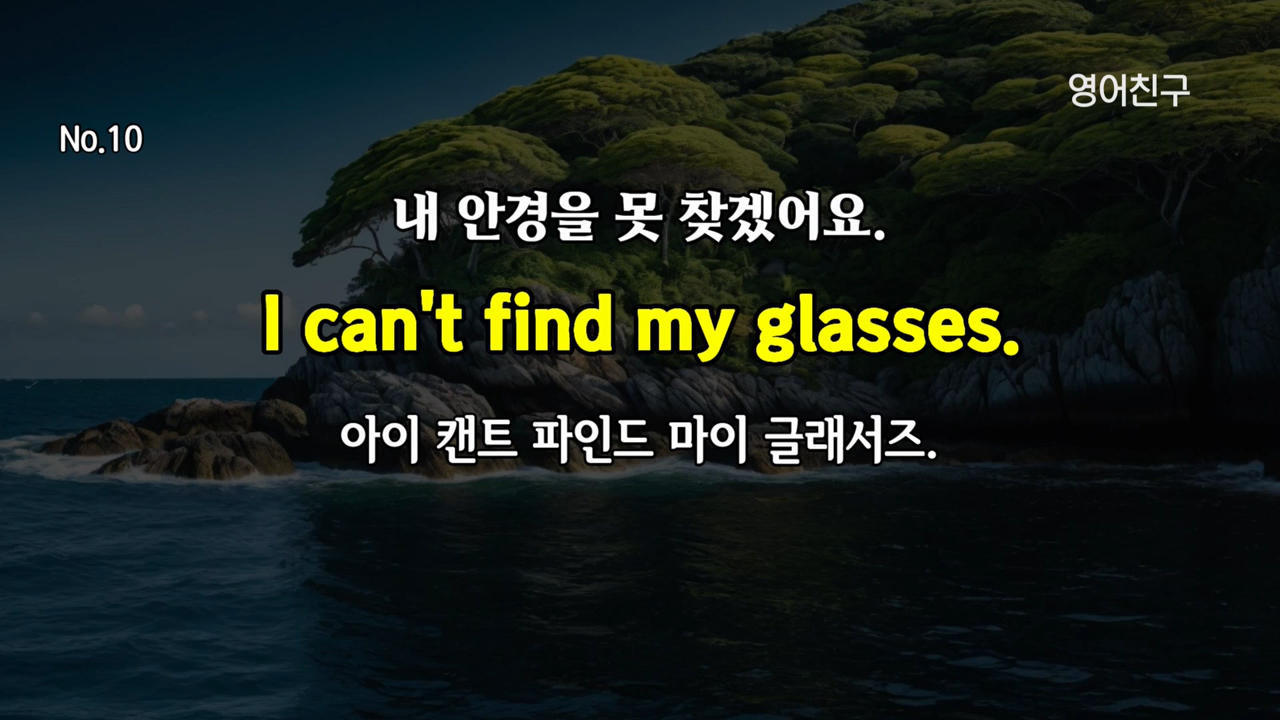 영어친구
No.10
내 안경을 못 찾겠어요.
I can't find my glasses.
아이 캔트 파인드 마이 글래서즈.